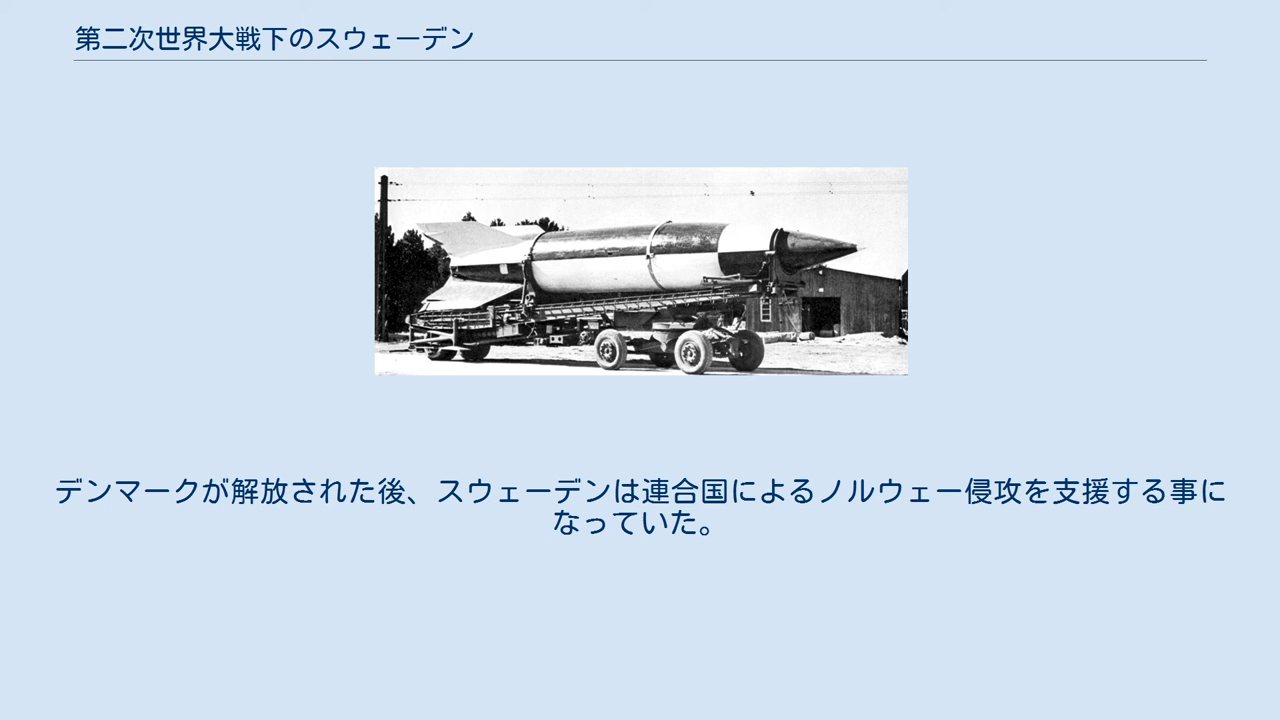 第二次世界大戦下のスウェーデン
デンマークが解放された後、スウェーデンは連合国によるノルウェー侵攻を支援する事に
なっていた。